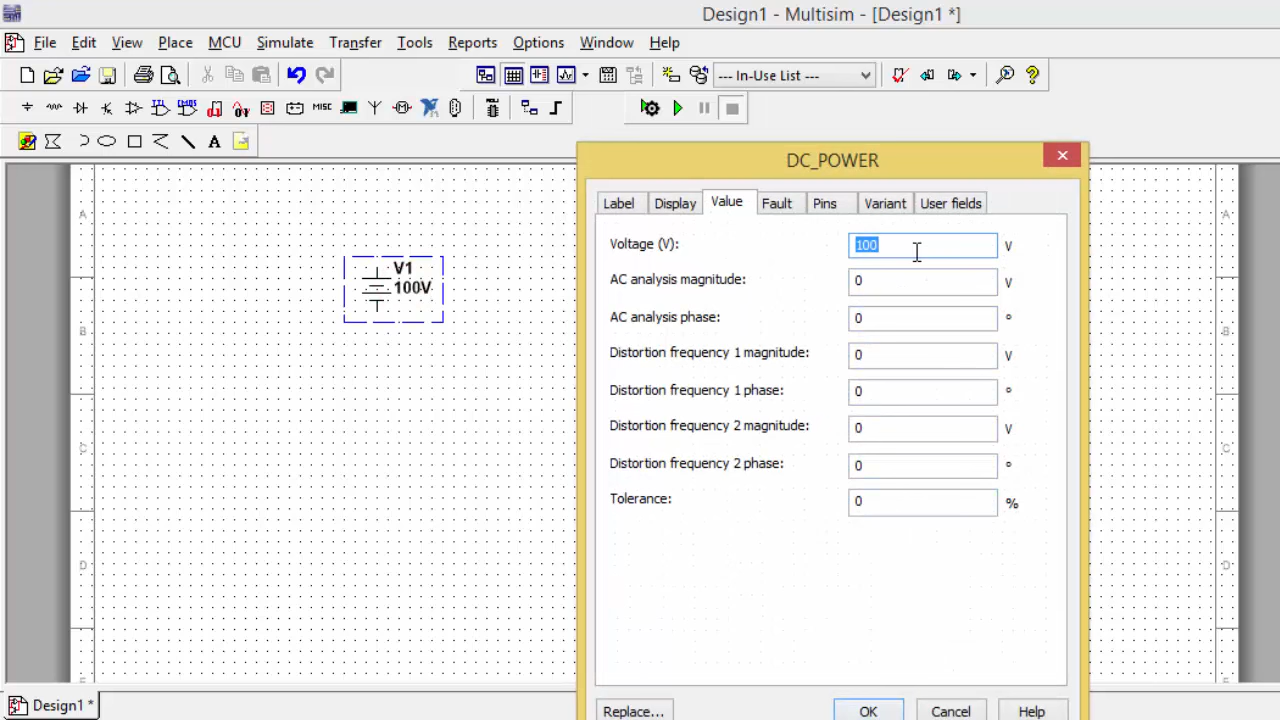 Design1 - Multisim - [Design1 *]
File Edit View Place MCU Simulate Transfer Tools Reports Options Window Help
--- In-Use List ---
MISC
A
DC_POWER
Label Display Value Fault Pins Variant User fields
Voltage (V): 100 V
AC analysis magnitude: 0 V
AC analysis phase: 0 °
Distortion frequency 1 magnitude: 0 V
Distortion frequency 1 phase: 0 °
Distortion frequency 2 magnitude: 0 V
Distortion frequency 2 phase: 0 °
Tolerance: 0 %
Replace... OK Cancel Help
A A
V1
100V
B B
C C
D D
Design1 *